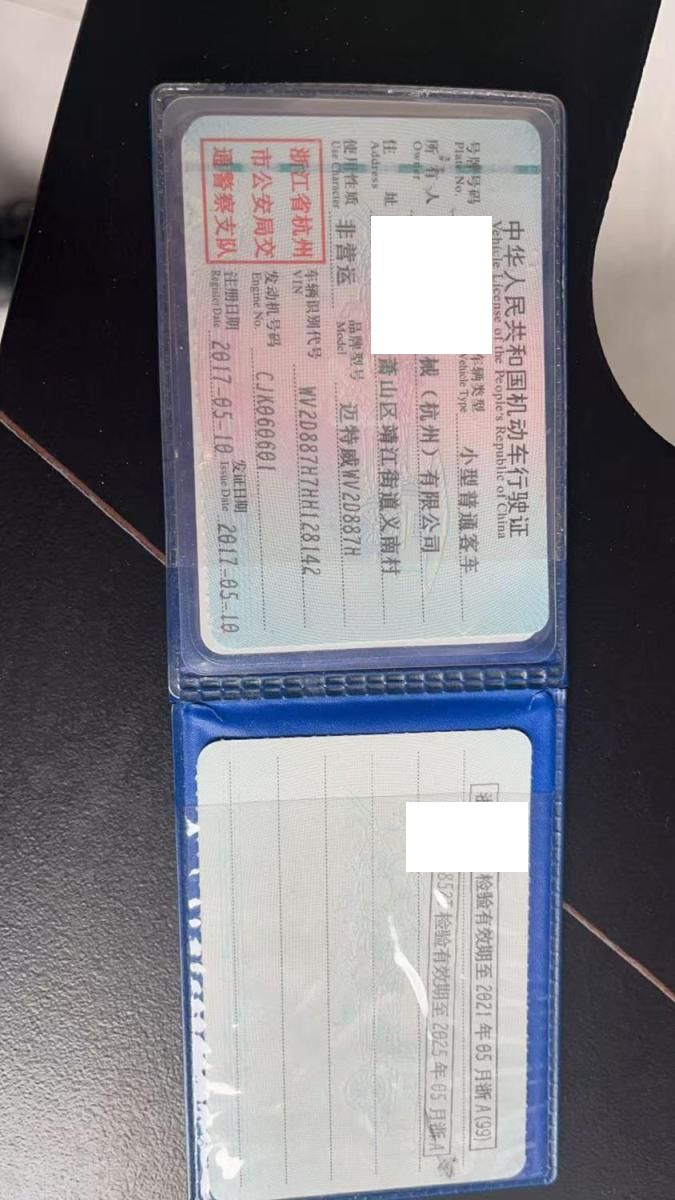 中华人民共和国机动车行驶证
Vehicle License of the People's Republic of China
号牌号码 车辆类型 小型普通客车
Plate No. Vehicle Type
所有人 械（杭州）有限公司
Owner
住址 萧山区靖江街道义南村
Address
使用性质 非营运 品牌型号 迈特威WV2D887H
Use Character Model
浙江省杭州
市公安局交
通警察支队
车辆识别代号 WV2D887H7HH128142
VIN
发动机号码 CJK060601
Engine No.
注册日期 2017-05-10 发证日期 2017-05-10
Register Date Issue Date
检验有效期至2021年05月浙A(99)
检验有效期至2025年05月浙A